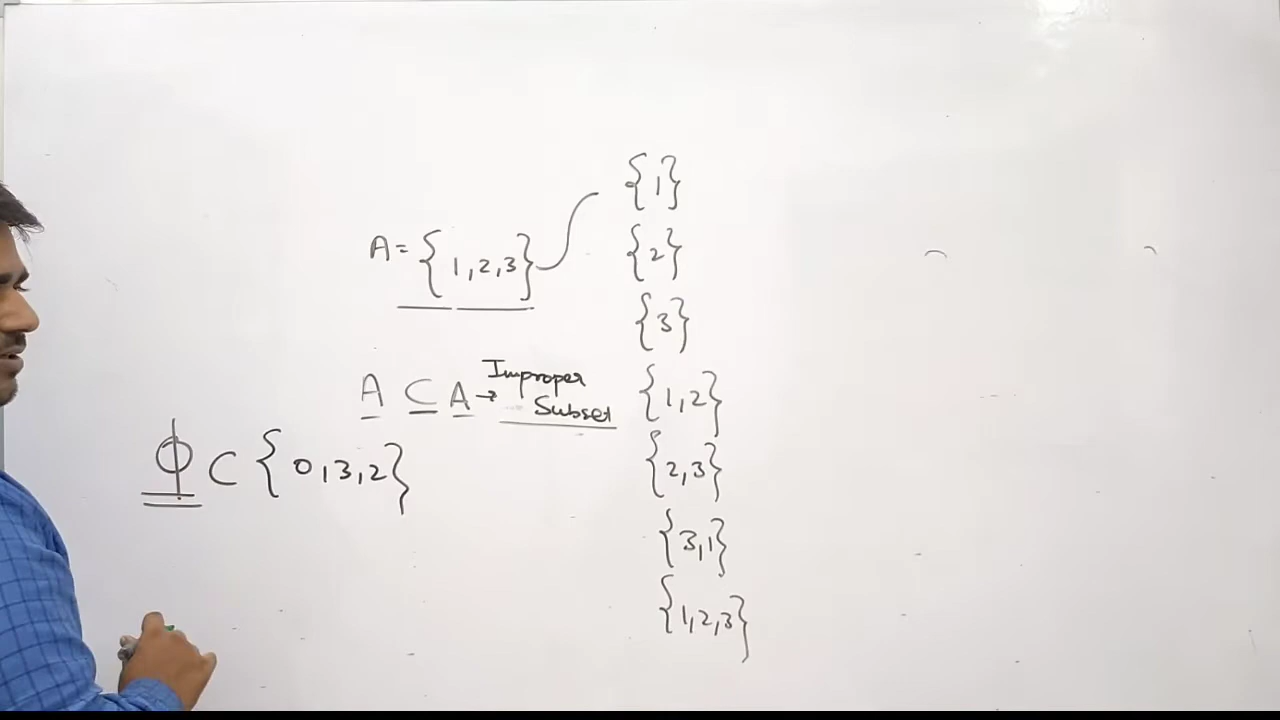 A = {1,2,3}
A ⊆ A → Improper
Subset
Φ ⊂ {0,3,2}
{1}
{2}
{3}
{1,2}
{2,3}
{3,1}
{1,2,3}